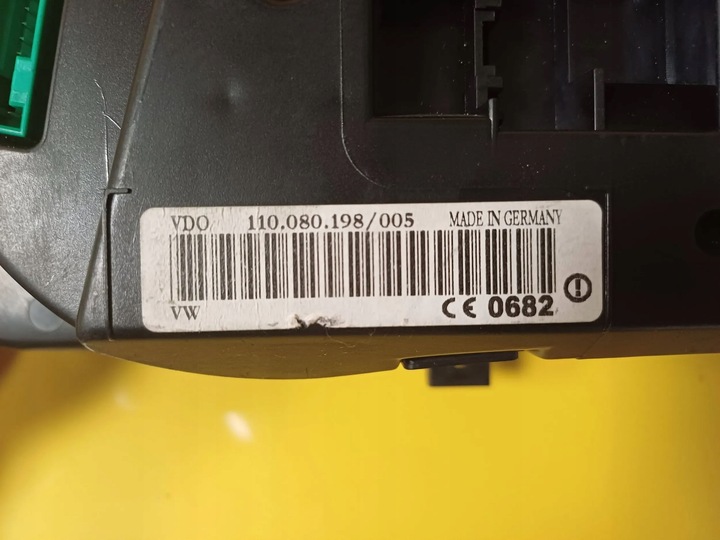 VDO 110.080.198/005 MADE IN GERMANY
VW CE 0682